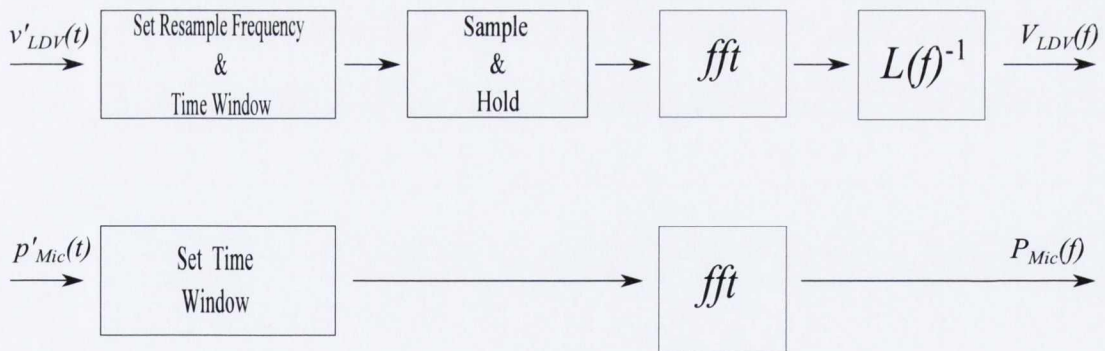 v'LDV(t)
Set Resample Frequency
&
Time Window
Sample
&
Hold
fft
L(f)⁻¹
VLDV(f)
p'Mic(t)
Set Time
Window
fft
PMic(f)